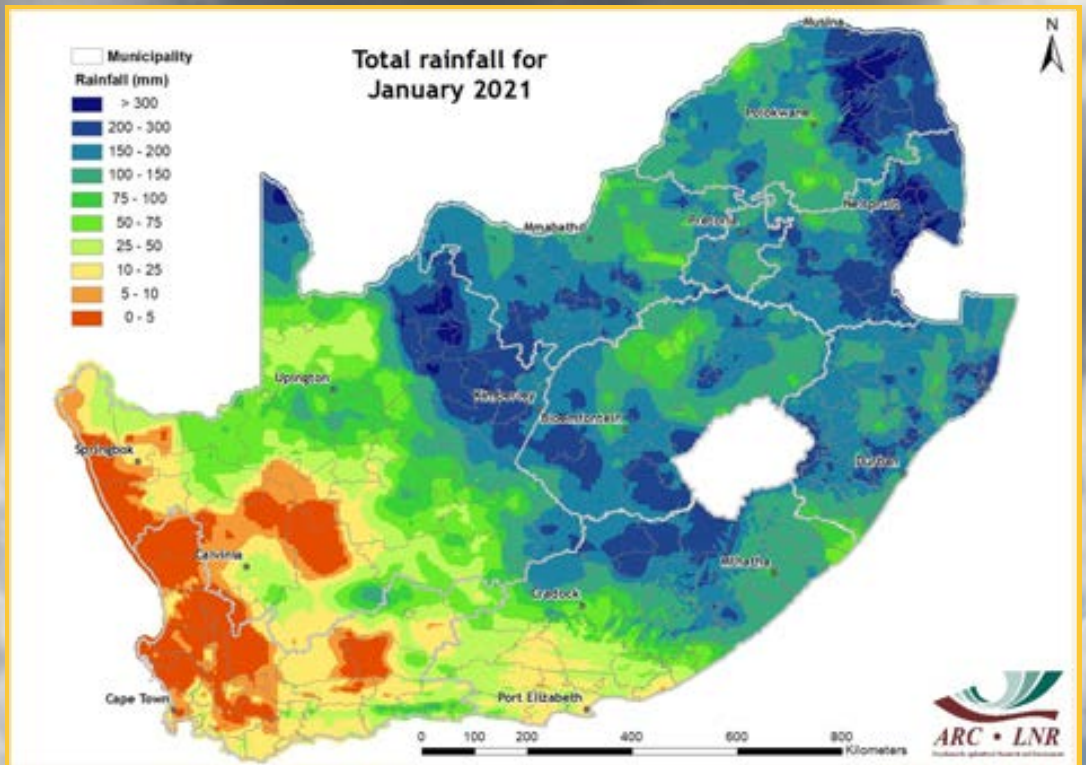 Total rainfall for
January 2021
N
Municipality
Rainfall (mm)
> 300
200 - 300
150 - 200
100 - 150
75 - 100
50 - 75
25 - 50
10 - 25
5 - 10
0 - 5
Musina
Polokwane
Nelspruit
Pretoria
Mmabatho
Upington
Kimberley
Bloemfontein
Springbok
Durban
Calvinia
Mthatha
Cradock
Cape Town
Port Elizabeth
0 100 200 400 600 800
Kilometers
ARC • LNR